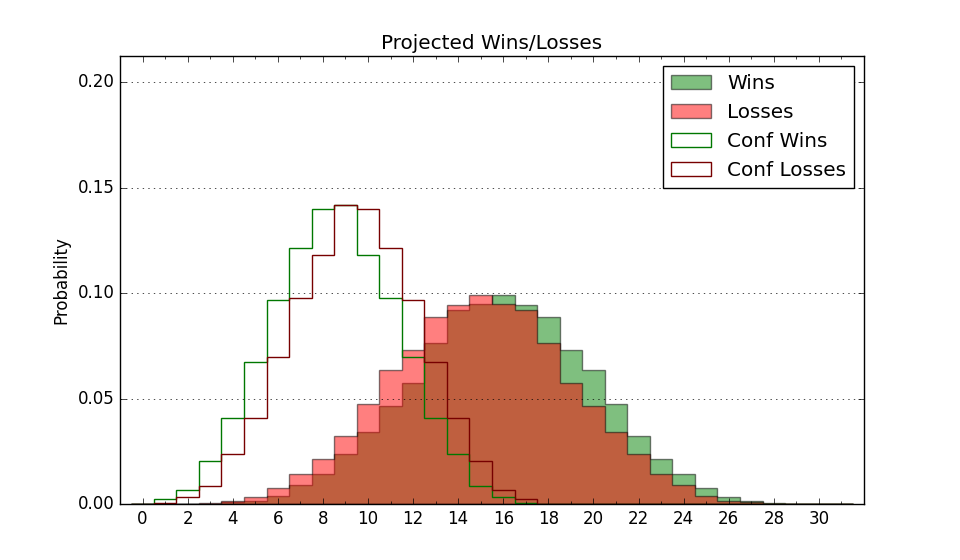 Projected Wins/Losses
Wins
Losses
Conf Wins
Conf Losses
Probability
0.20
0.15
0.10
0.05
0.00
0 2 4 6 8 10 12 14 16 18 20 22 24 26 28 30